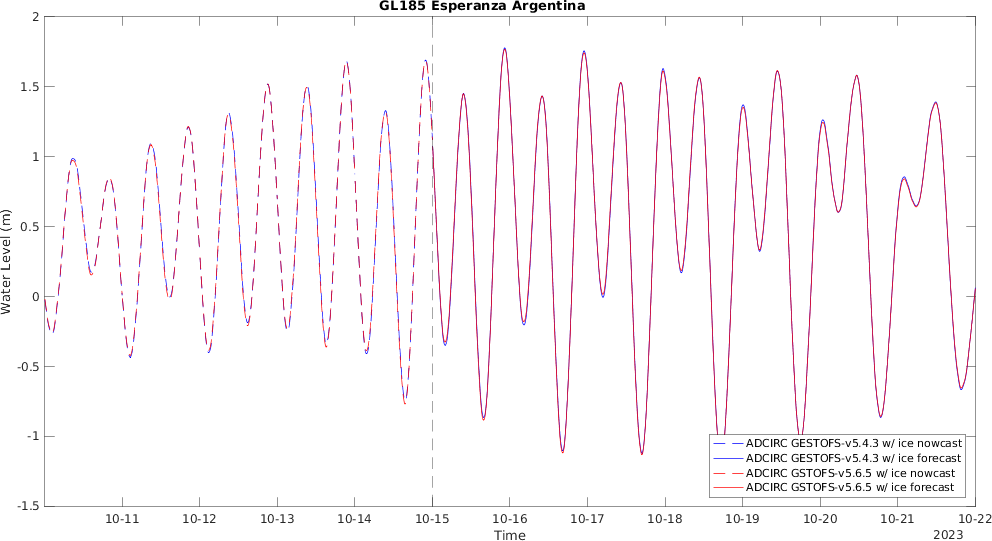 GL185 Esperanza Argentina
Water Level (m)
2
1.5
1
0.5
0
-0.5
-1
-1.5
ADCIRC GESTOFS-v5.4.3 w/ ice nowcast
ADCIRC GESTOFS-v5.4.3 w/ ice forecast
ADCIRC GSTOFS-v5.6.5 w/ ice nowcast
ADCIRC GSTOFS-v5.6.5 w/ ice forecast
10-11 10-12 10-13 10-14 10-15 10-16 10-17 10-18 10-19 10-20 10-21 10-22
Time
2023